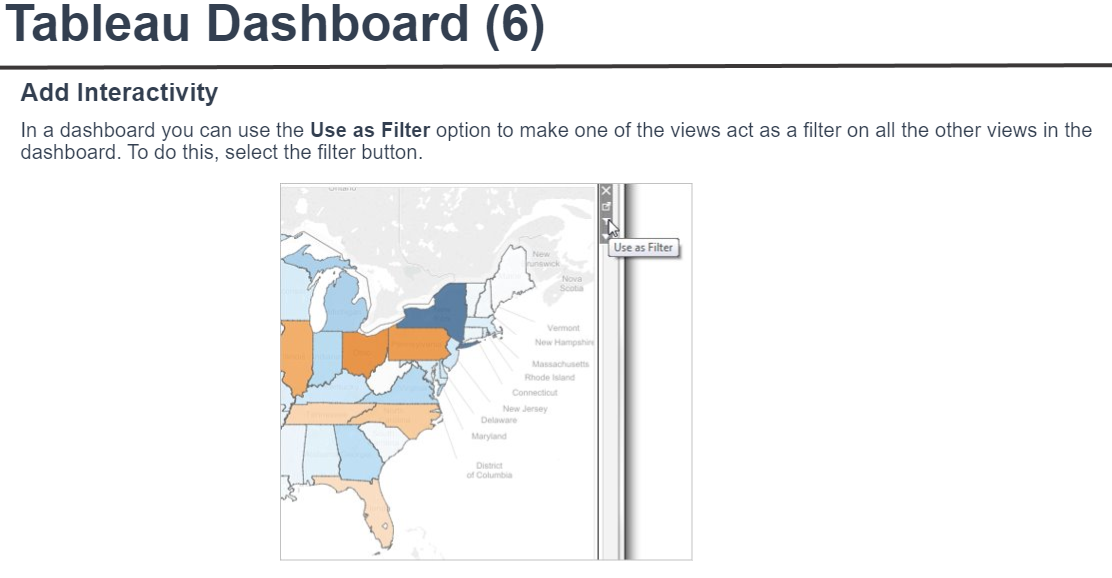 Tableau Dashboard (6)
Add Interactivity
In a dashboard you can use the Use as Filter option to make one of the views act as a filter on all the other views in the
dashboard. To do this, select the filter button.
Use as Filter
New
Nova
Scotia
Vermont
New Hampshire
Massachusetts
Rhode Island
Connecticut
New Jersey
Delaware
Maryland
District
of Columbia